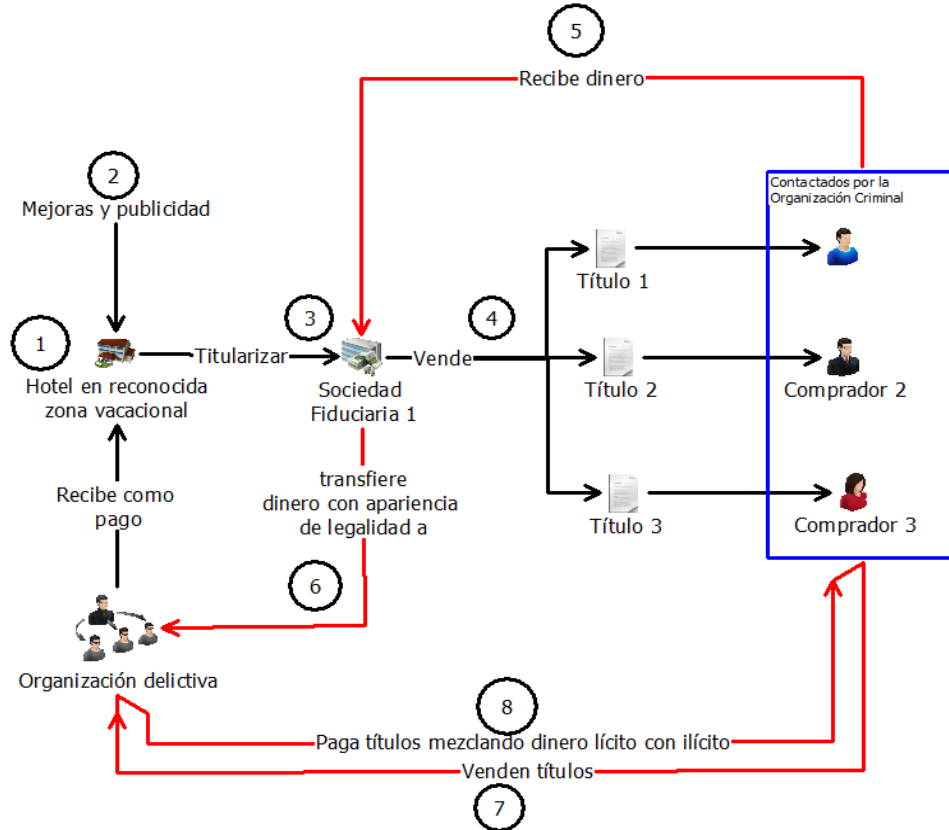 5
Recibe dinero
2
Mejoras y publicidad
Contactados por la
Organización Criminal
Título 1
1
3
4
Titularizar
Vende
Hotel en reconocida
zona vacacional
Sociedad
Fiduciaria 1
Título 2
Comprador 2
Recibe como
pago
transfiere
dinero con apariencia
de legalidad a
Título 3
Comprador 3
6
Organización delictiva
8
Paga títulos mezclando dinero lícito con ilícito
Venden títulos
7